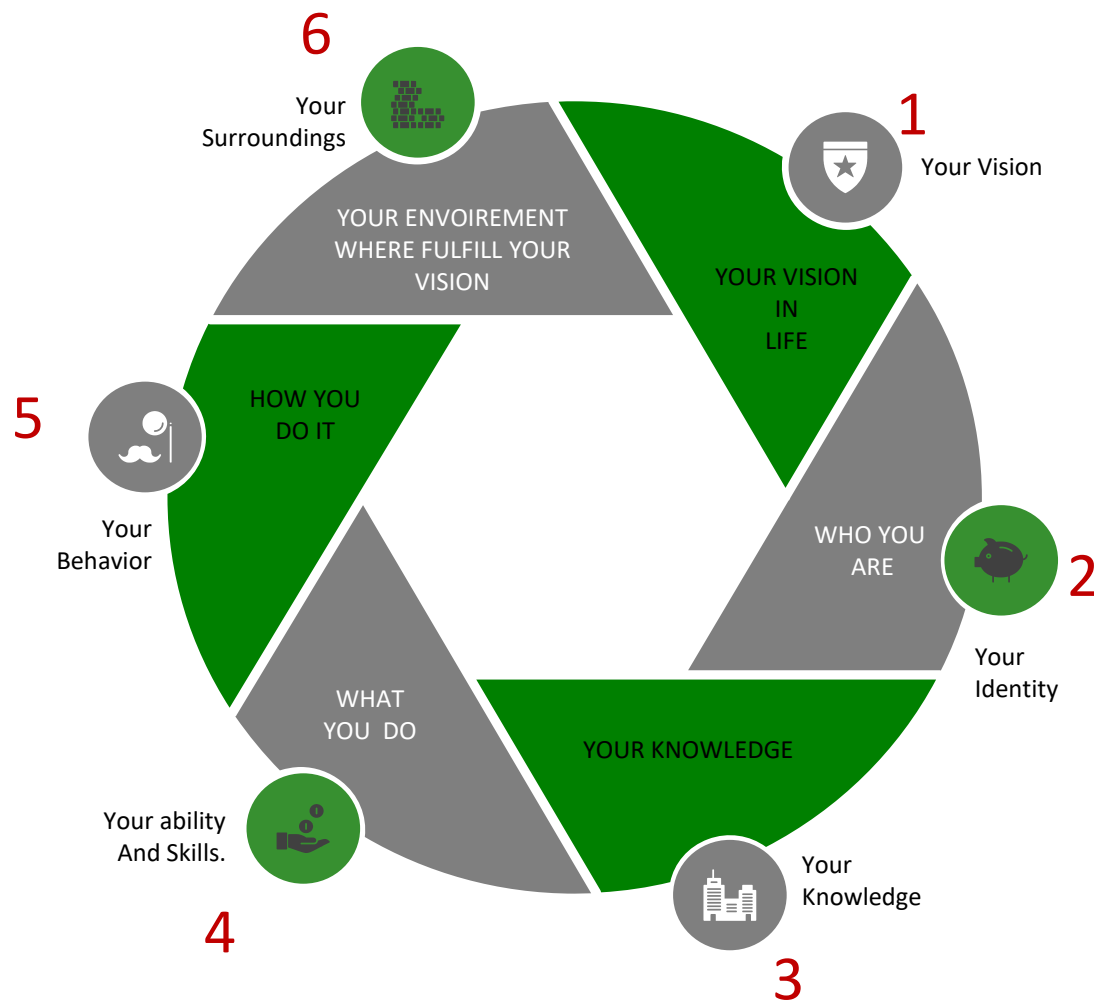 1
Your Vision
YOUR VISION
IN
LIFE
2
Your
Identity
WHO YOU
ARE
3
Your
Knowledge
YOUR KNOWLEDGE
4
Your ability
And Skills.
WHAT
YOU  DO
5
Your
Behavior
HOW YOU
DO IT
6
Your
Surroundings
YOUR ENVOIREMENT
WHERE FULFILL YOUR
VISION